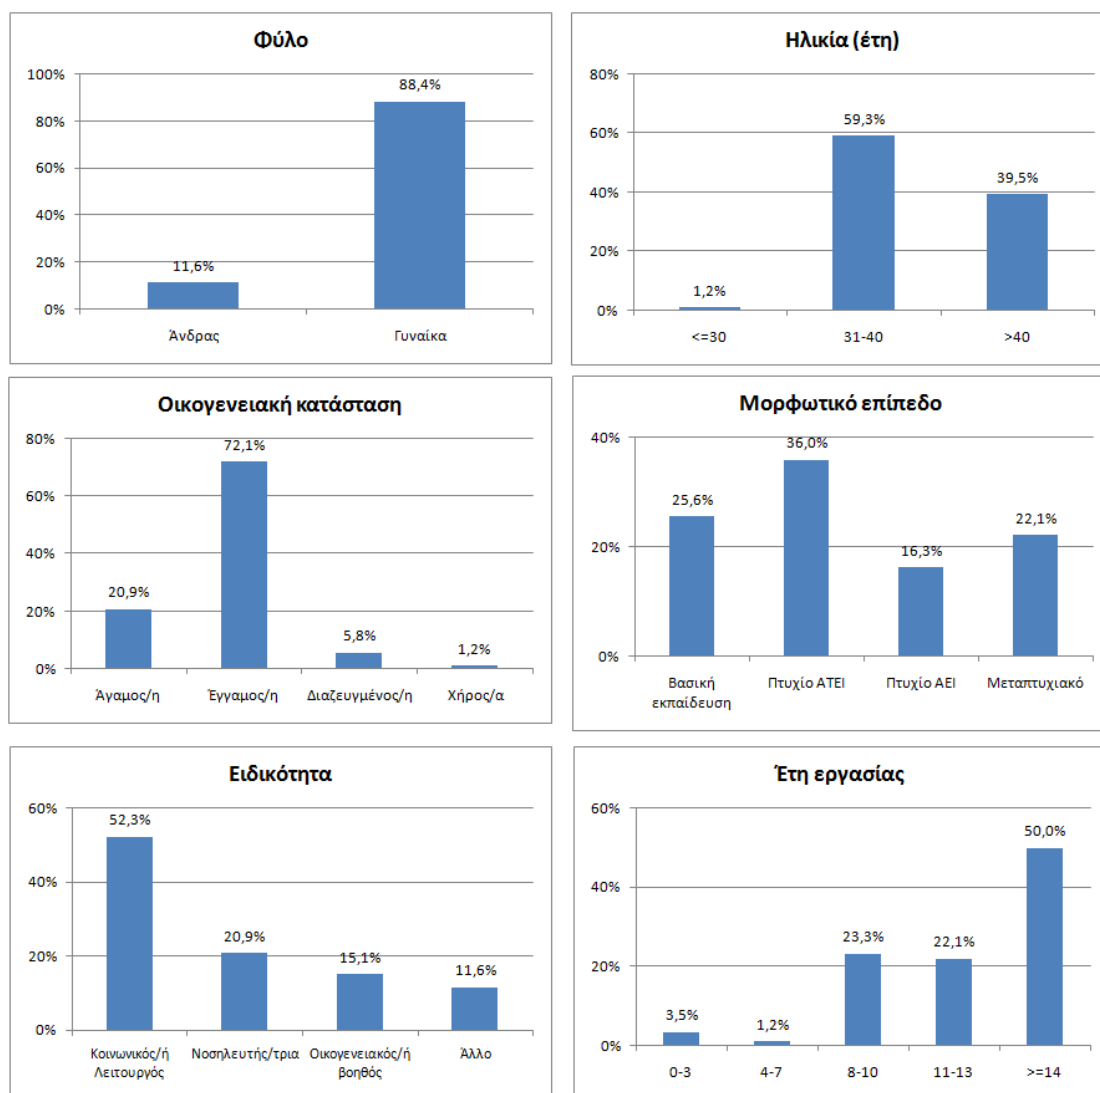 Φύλο
100%
80%
60%
40%
20%
0%
11,6%
88,4%
Άνδρας
Γυναίκα
Ηλικία (έτη)
80%
60%
40%
20%
0%
1,2%
59,3%
39,5%
<=30
31-40
>40
Οικογενειακή κατάσταση
80%
60%
40%
20%
0%
20,9%
72,1%
5,8%
1,2%
Άγαμος/η
Έγγαμος/η
Διαζευγμένος/η
Χήρος/α
Μορφωτικό επίπεδο
40%
20%
0%
25,6%
36,0%
16,3%
22,1%
Βασική
εκπαίδευση
Πτυχίο ΑΤΕΙ
Πτυχίο ΑΕΙ
Μεταπτυχιακό
Ειδικότητα
60%
40%
20%
0%
52,3%
20,9%
15,1%
11,6%
Κοινωνικός/ή
Λειτουργός
Νοσηλευτής/τρια
Οικογενειακός/ή
βοηθός
Άλλο
Έτη εργασίας
60%
40%
20%
0%
3,5%
1,2%
23,3%
22,1%
50,0%
0-3
4-7
8-10
11-13
>=14